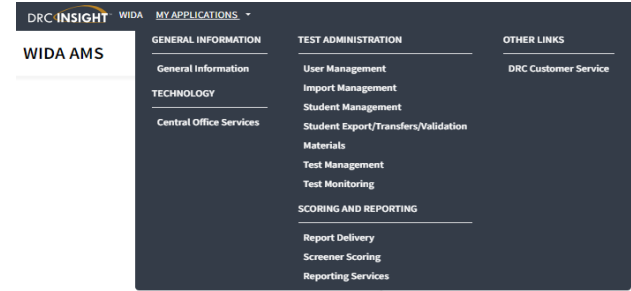 DRC INSIGHT WIDA MY APPLICATIONS
WIDA AMS
GENERAL INFORMATION
General Information
TECHNOLOGY
Central Office Services
TEST ADMINISTRATION
User Management
Import Management
Student Management
Student Export/Transfers/Validation
Materials
Test Management
Test Monitoring
SCORING AND REPORTING
Report Delivery
Screener Scoring
Reporting Services
OTHER LINKS
DRC Customer Service